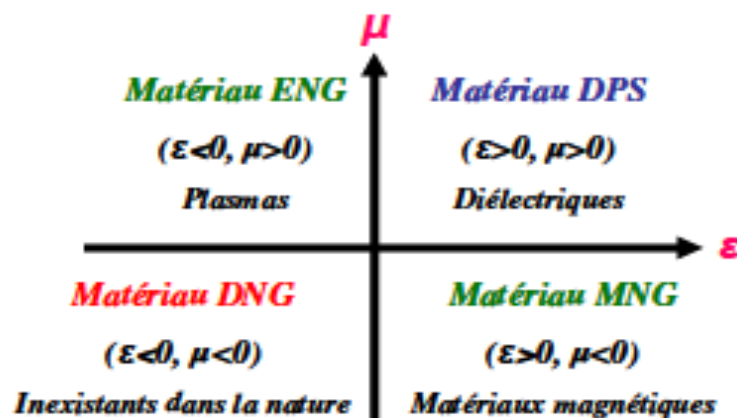 μ
Matériau ENG
(ε<0, μ>0)
Plasmas
Matériau DPS
(ε>0, μ>0)
Diélectriques
ε
Matériau DNG
(ε<0, μ<0)
Inexistants dans la nature
Matériau MNG
(ε>0, μ<0)
Matériaux magnétiques